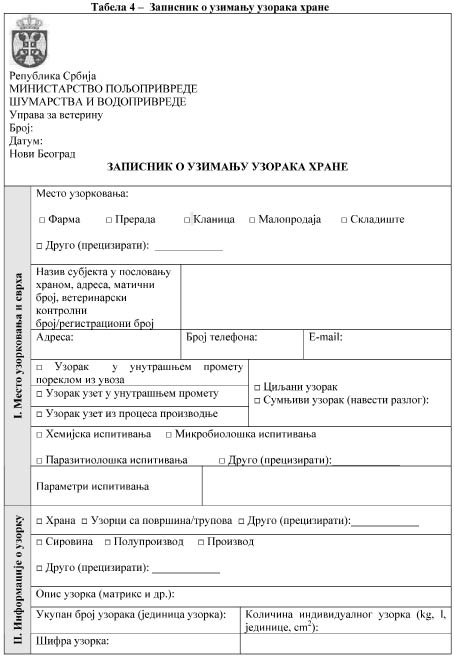 Табела 4 – Записник о узимању узорака хране
Република Србија
МИНИСТАРСТВО ПОЉОПРИВРЕДЕ
ШУМАРСТВА И ВОДОПРИВРЕДЕ
Управа за ветерину
Број:
Датум:
Нови Београд
ЗАПИСНИК О УЗИМАЊУ УЗОРАКА ХРАНЕ
I. Место узорковања и сврха
Место узорковања:
□ Фарма □ Прерада □ Кланица □ Малопродаја □ Складиште
□ Друго (прецизирати): ____________
Назив субјекта у пословању
храном, адреса, матични
број, ветеринарски
контролни
број/регистрациони број
Адреса: Број телефона: E-mail:
□ Узорак у унутрашњем промету
пореклом из увоза
□ Узорак узет у унутрашњем промету
□ Узорак узет из процеса производње
□ Циљани узорак
□ Сумњиви узорак (навести разлог):
□ Хемијска испитивања □ Микробиолошка испитивања
□ Паразитиолошка испитивања □ Друго (прецизирати):____________
Параметри испитивања
II. Информације о узорку
□ Храна □ Узорци са површина/трупова □ Друго (прецизирати):____________
□ Сировина □ Полупроизвод □ Производ
□ Друго (прецизирати): ____________
Опис узорка (матрикс и др.):
Укупан број узорака (јединица узорка):
Количина индивидуалног узорка (kg, l,
јединице, cm²):
Шифра узорка: